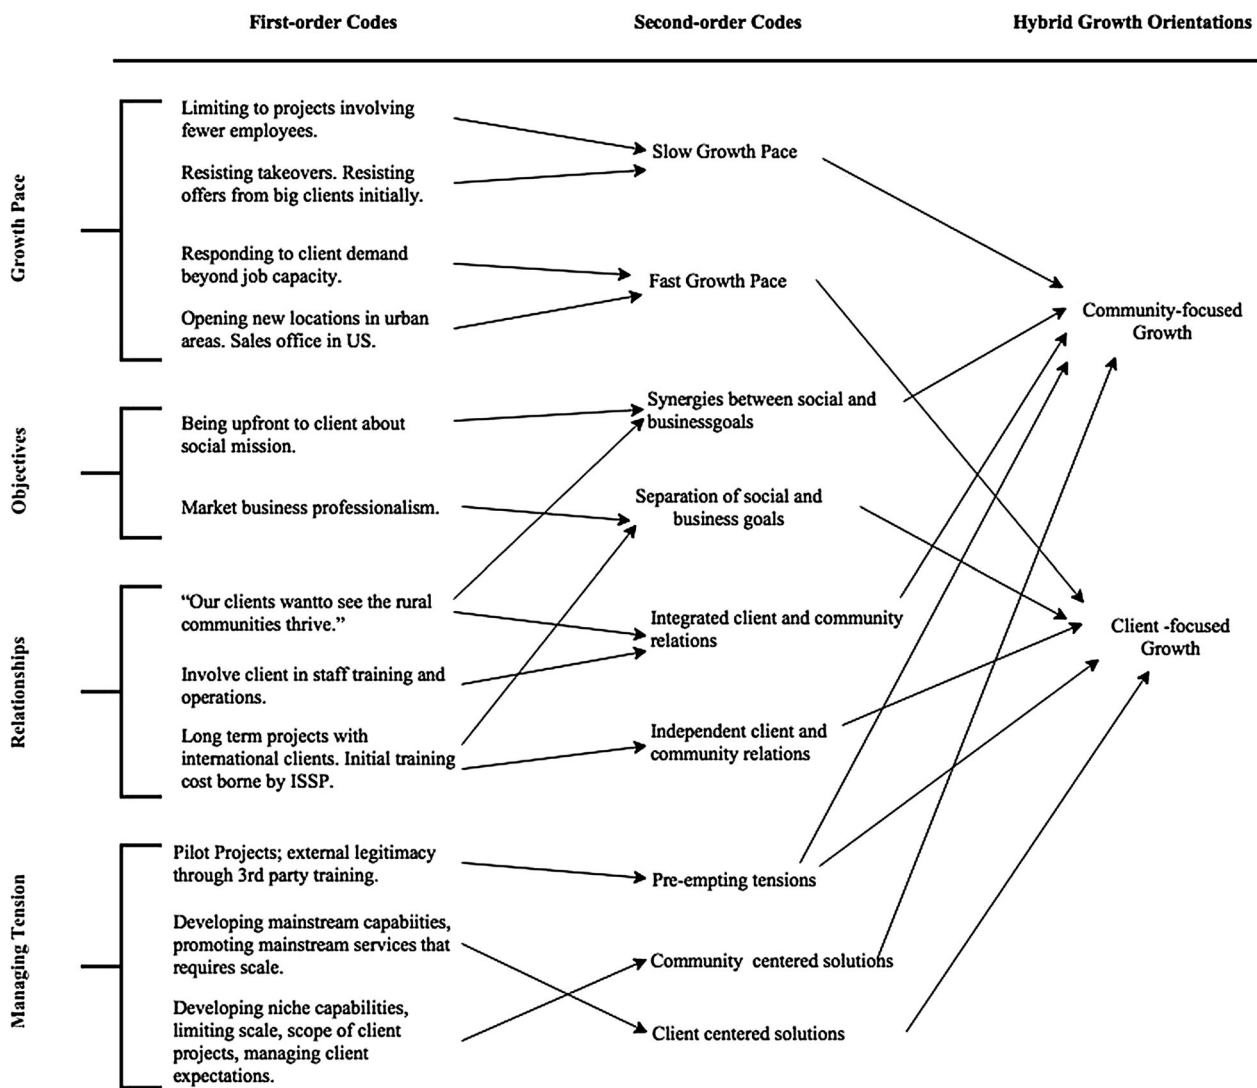 First-order Codes
Second-order Codes
Hybrid Growth Orientations
Growth Pace
Limiting to projects involving
fewer employees.
Resisting takeovers. Resisting
offers from big clients initially.
Responding to client demand
beyond job capacity.
Opening new locations in urban
areas. Sales office in US.
Slow Growth Pace
Fast Growth Pace
Objectives
Being upfront to client about
social mission.
Market business professionalism.
Synergies between social and
businessgoals
Separation of social and
business goals
Relationships
“Our clients wantto see the rural
communities thrive.”
Involve client in staff training and
operations.
Long term projects with
international clients. Initial training
cost borne by ISSP.
Integrated client and community
relations
Independent client and
community relations
Managing Tension
Pilot Projects; external legitimacy
through 3rd party training.
Developing mainstream capabiities,
promoting mainstream services that
requires scale.
Developing niche capabilities,
limiting scale, scope of client
projects, managing client
expectations.
Pre-empting tensions
Community centered solutions
Client centered solutions
Community-focused
Growth
Client -focused
Growth